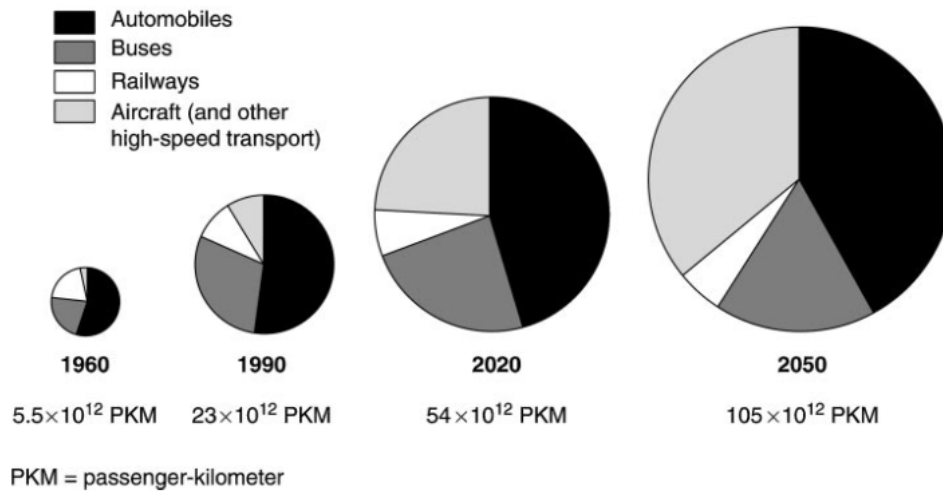 Automobiles
Buses
Railways
Aircraft (and other
high-speed transport)
1960
1990
2020
2050
5.5×10¹² PKM
23×10¹² PKM
54×10¹² PKM
105×10¹² PKM
PKM = passenger-kilometer